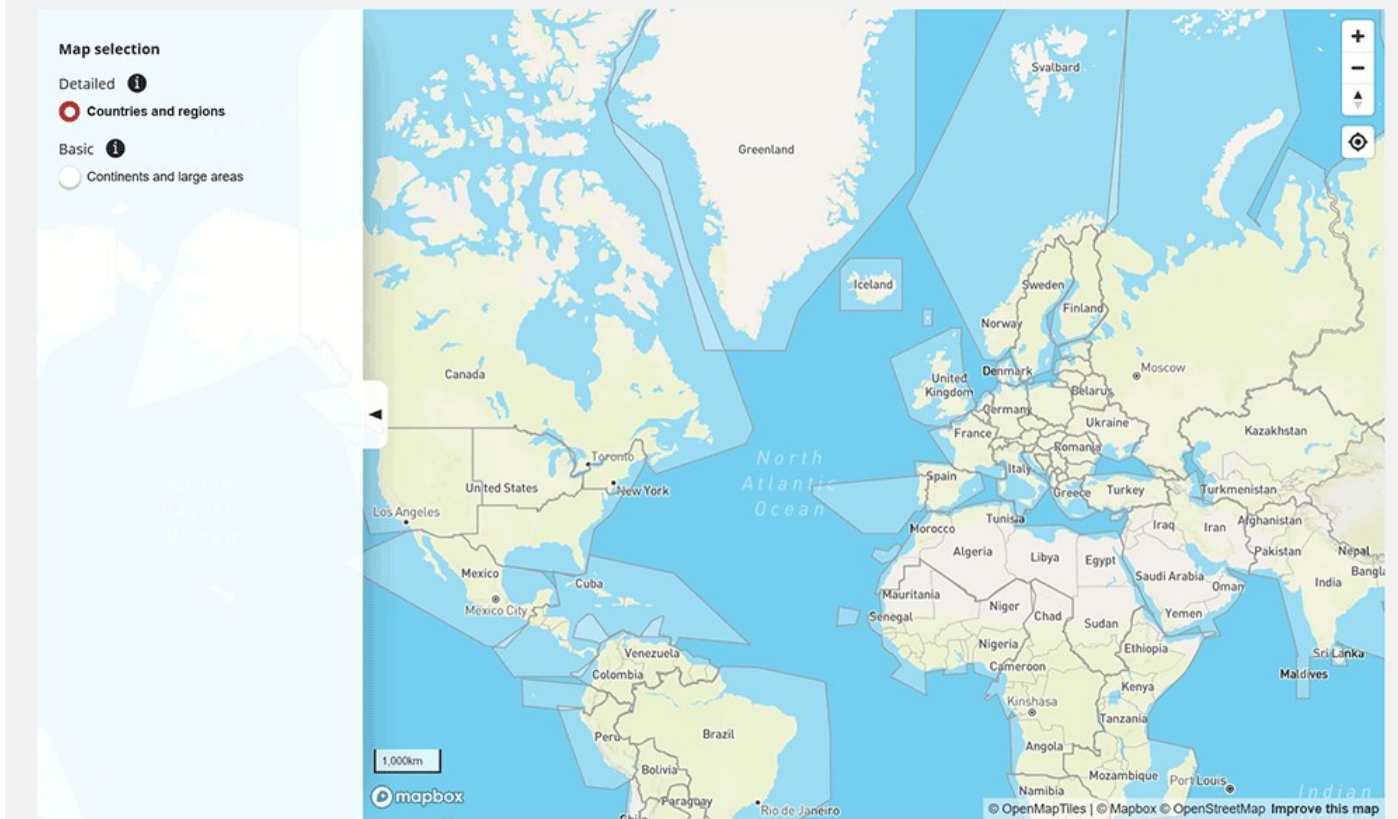 Map selection
Detailed
Countries and regions
Basic
Continents and large areas
Svalbard
Greenland
Iceland
Sweden
Finland
Norway
Canada
United
Kingdom
Denmark
Moscow
Belarus
Germany
Ukraine
France
Romania
Kazakhstan
Toronto
North
Atlantic
Ocean
Italy
Spain
United States
New York
Greece
Turkey
Turkmenistan
Los Angeles
Tunisia
Morocco
Iraq
Iran
Afghanistan
Algeria
Libya
Egypt
Pakistan
Nepal
Mexico
Cuba
Saudi Arabia
Oman
India
Bangla
Mexico City
Mauritania
Niger
Chad
Sudan
Yemen
Senegal
Nigeria
Ethiopia
Venezuela
Cameroon
Sri Lanka
Colombia
Maldives
Kenya
Kinshasa
Tanzania
Peru
Brazil
Angola
1,000km
Bolivia
Mozambique
Port Louis
Namibia
Indian
mapbox
Paraguay
Rio de Janeiro
© OpenMapTiles | © Mapbox © OpenStreetMap Improve this map